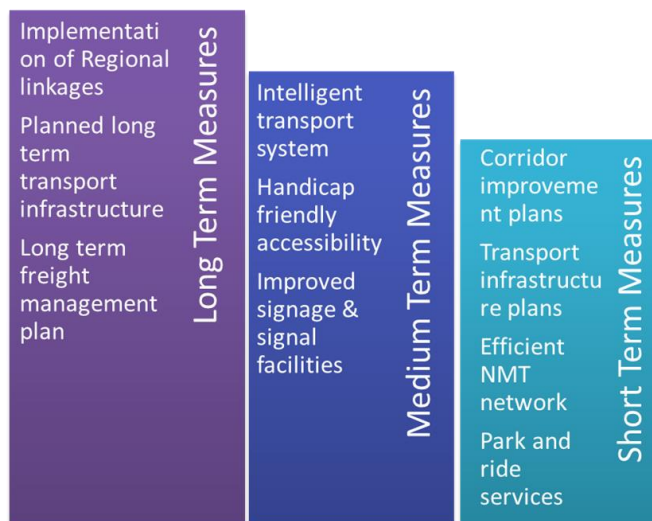 Implementati
on of Regional
linkages
Planned long
term
transport
infrastructure
Long term
freight
management
plan
Long Term Measures
Intelligent
transport
system
Handicap
friendly
accessibility
Improved
signage &
signal
facilities
Medium Term Measures
Corridor
improveme
nt plans
Transport
infrastructu
re plans
Efficient
NMT
network
Park and
ride
services
Short Term Measures